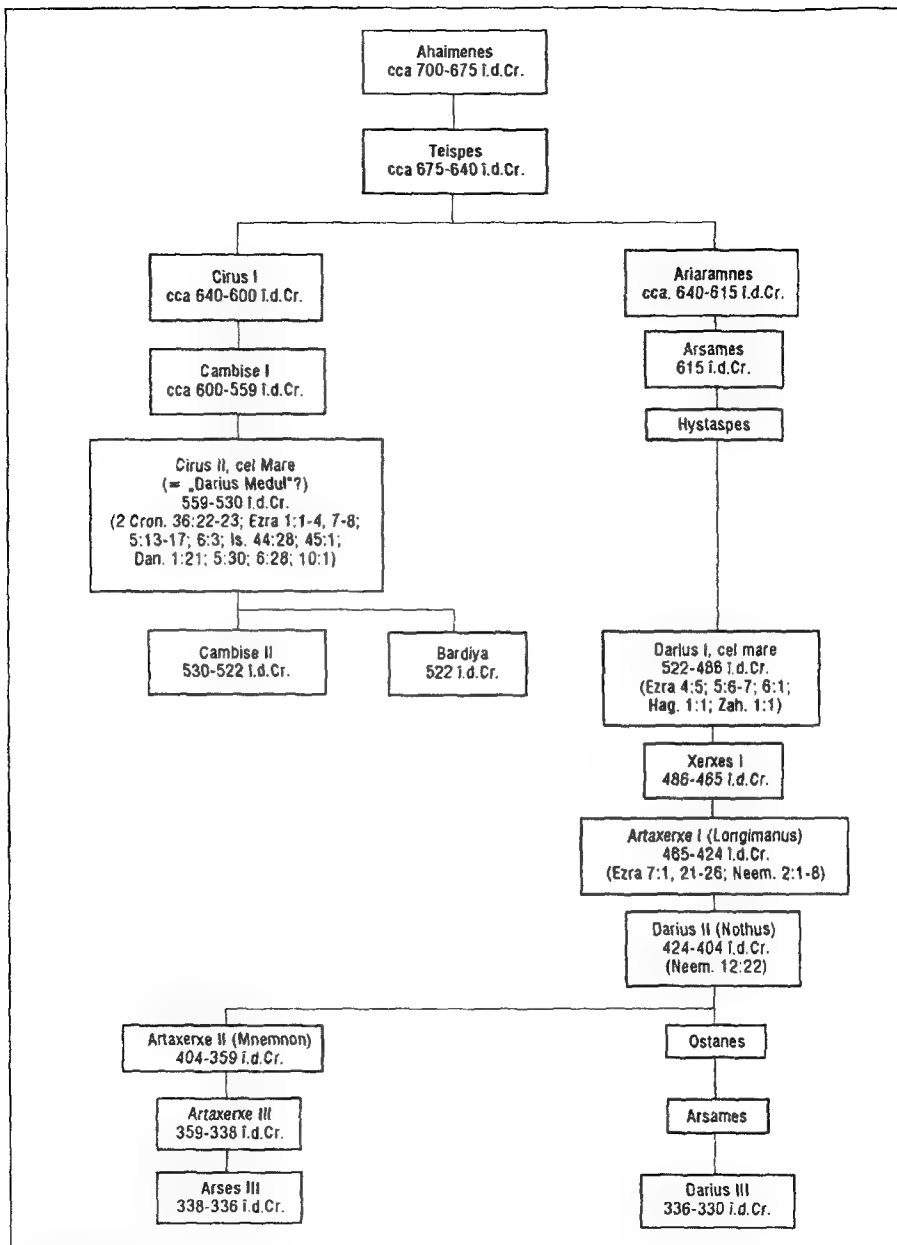 Ahaimenes
cca 700-675 î.d.Cr.
Teispes
cca 675-640 î.d.Cr.
Cirus I
cca 640-600 î.d.Cr.
Ariaramnes
cca. 640-615 î.d.Cr.
Cambise I
cca 600-559 î.d.Cr.
Arsames
615 î.d.Cr.
Hystaspes
Cirus II, cel Mare
(= „Darius Medul"?)
559-530 î.d.Cr.
(2 Cron. 36:22-23; Ezra 1:1-4, 7-8;
5:13-17; 6:3; Is. 44:28; 45:1;
Dan. 1:21; 5:30; 6:28; 10:1)
Cambise II
530-522 î.d.Cr.
Bardiya
522 î.d.Cr.
Darius I, cel mare
522-486 î.d.Cr.
(Ezra 4:5; 5:6-7; 6:1;
Hag. 1:1; Zah. 1:1)
Xerxes I
486-465 î.d.Cr.
Artaxerxe I (Longimanus)
465-424 î.d.Cr.
(Ezra 7:1, 21-26; Neem. 2:1-8)
Darius II (Nothus)
424-404 î.d.Cr.
(Neem. 12:22)
Artaxerxe II (Mnemnon)
404-359 î.d.Cr.
Ostanes
Artaxerxe III
359-338 î.d.Cr.
Arsames
Arses III
338-336 î.d.Cr.
Darius III
336-330 î.d.Cr.